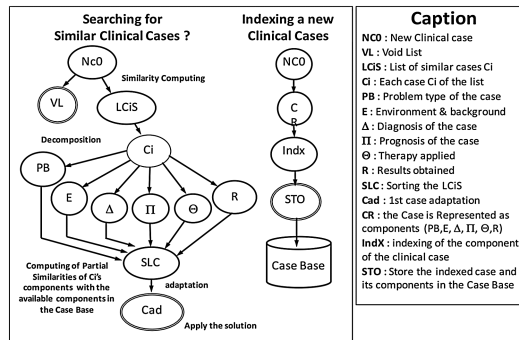 Searching for
Similar Clinical Cases ?
Nc0
Similarity Computing
VL
LCiS
Decomposition
Ci
PB
E
Δ
Π
Θ
R
SLC
Computing of Partial
Similarities of Ci's
components with the
available components in
the Case Base
adaptation
Cad
Apply the solution
Indexing a new
Clinical Cases
NC0
C
R
Indx
STO
Case Base
Caption
NC0 : New Clinical case
VL : Void List
LCiS : List of similar cases Ci
Ci : Each case Ci of the list
PB : Problem type of the case
E : Environment & background
Δ : Diagnosis of the case
Π : Prognosis of the case
Θ : Therapy applied
R : Results obtained
SLC: Sorting the LCiS
Cad : 1st case adaptation
CR : the Case is Represented as
components (PB,E, Δ, Π, Θ,R)
IndX : indexing of the component
of the clinical case
STO : Store the indexed case and
its components in the Case Base